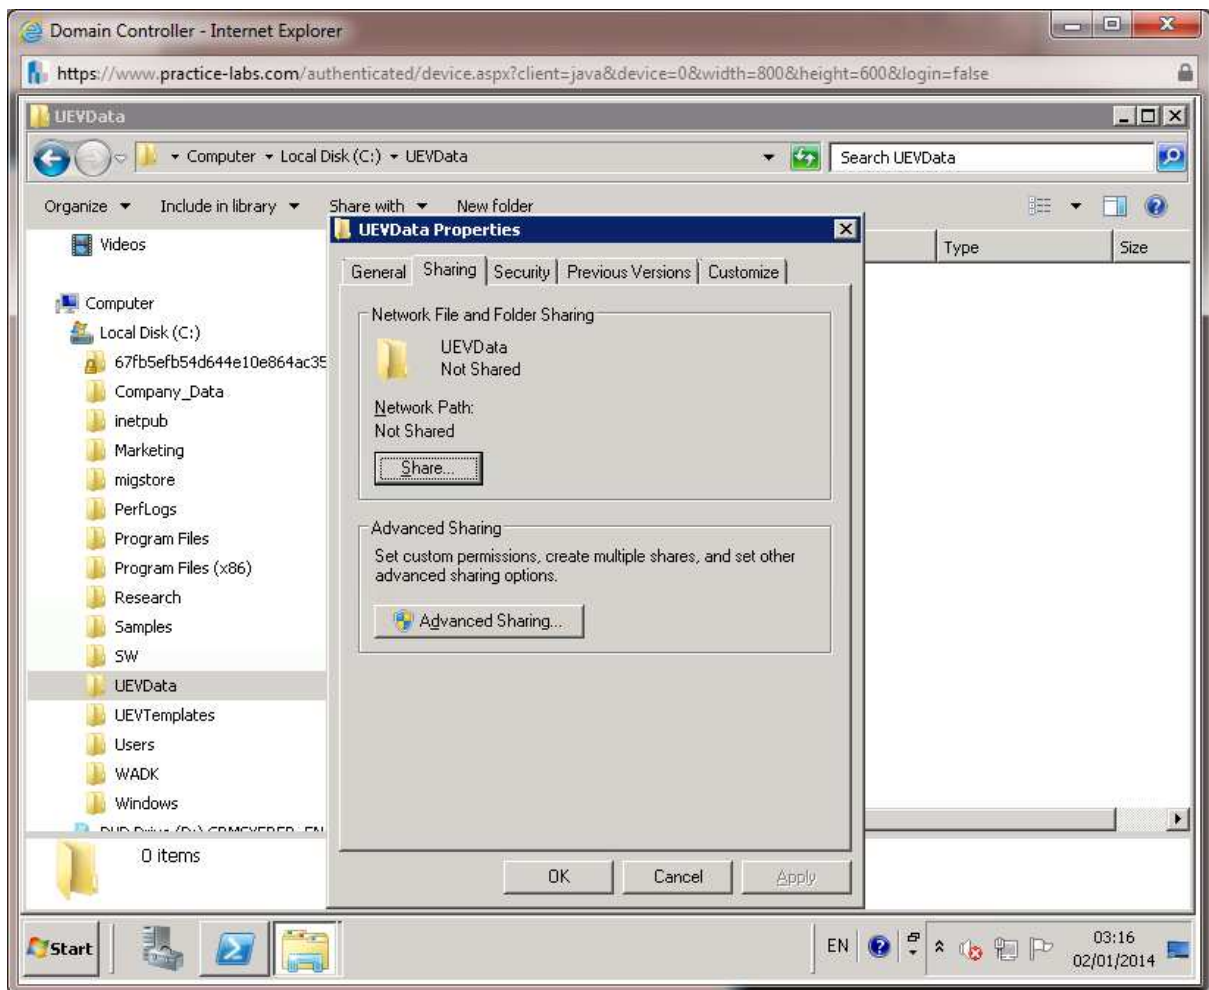 Domain Controller - Internet Explorer
https://www.practice-labs.com/authenticated/device.aspx?client=java&device=0&width=800&height=600&login=false
UEVData
Computer Local Disk (C:) UEVData
Search UEVData
Organize Include in library Share with New folder
Videos
Computer
Local Disk (C:)
67fb5efb54d644e10e864ac35
Company_Data
inetpub
Marketing
migstore
PerfLogs
Program Files
Program Files (x86)
Research
Samples
SW
UEVData
UEVTemplates
Users
WADK
Windows
0 items
Type Size
UEVData Properties
General Sharing Security Previous Versions Customize
Network File and Folder Sharing
UEVData
Not Shared
Network Path:
Not Shared
Share...
Advanced Sharing
Set custom permissions, create multiple shares, and set other
advanced sharing options.
Advanced Sharing...
OK Cancel Apply
Start
EN
03:16
02/01/2014